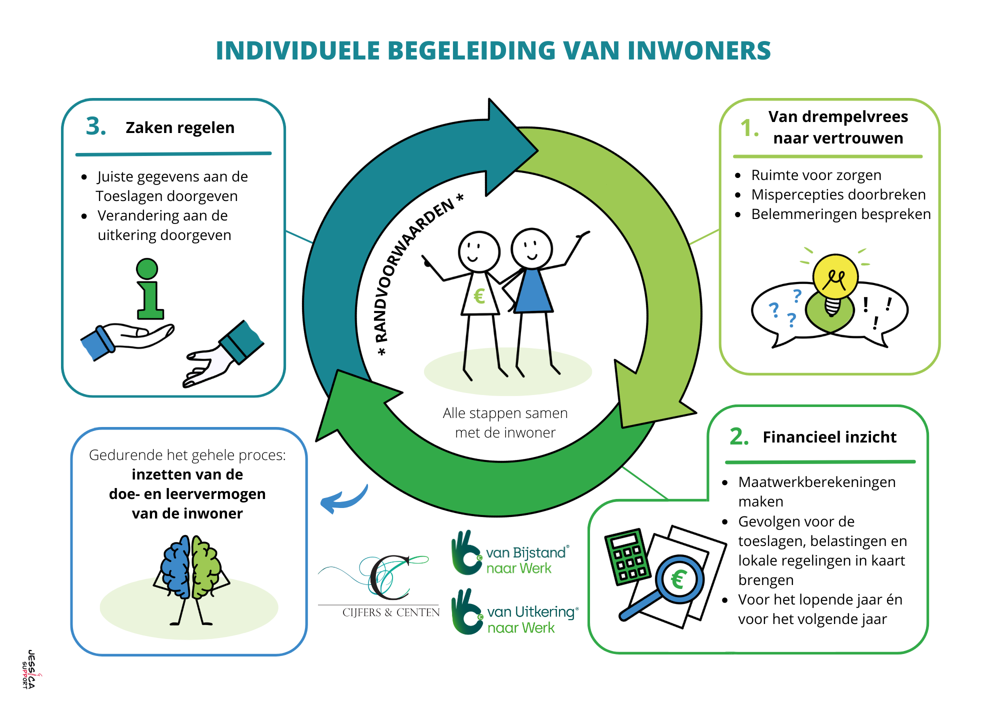 INDIVIDUELE BEGELEIDING VAN INWONERS
3. Zaken regelen
• Juiste gegevens aan de
Toeslagen doorgeven
• Verandering aan de
uitkering doorgeven
1. Van drempelvrees
naar vertrouwen
• Ruimte voor zorgen
• Mispercepties doorbreken
• Belemmeringen bespreken
? ? ?
! ! !
* RANDVOORWAARDEN *
€
Alle stappen samen
met de inwoner
2. Financieel inzicht
• Maatwerkberekeningen
maken
• Gevolgen voor de
toeslagen, belastingen en
lokale regelingen in kaart
brengen
• Voor het lopende jaar én
voor het volgende jaar
€
Gedurende het gehele proces:
inzetten van de
doe- en leervermogen
van de inwoner
CIJFERS & CENTEN
van Bijstand®
naar Werk
van Uitkering®
naar Werk
JESSICA
SUPPORT